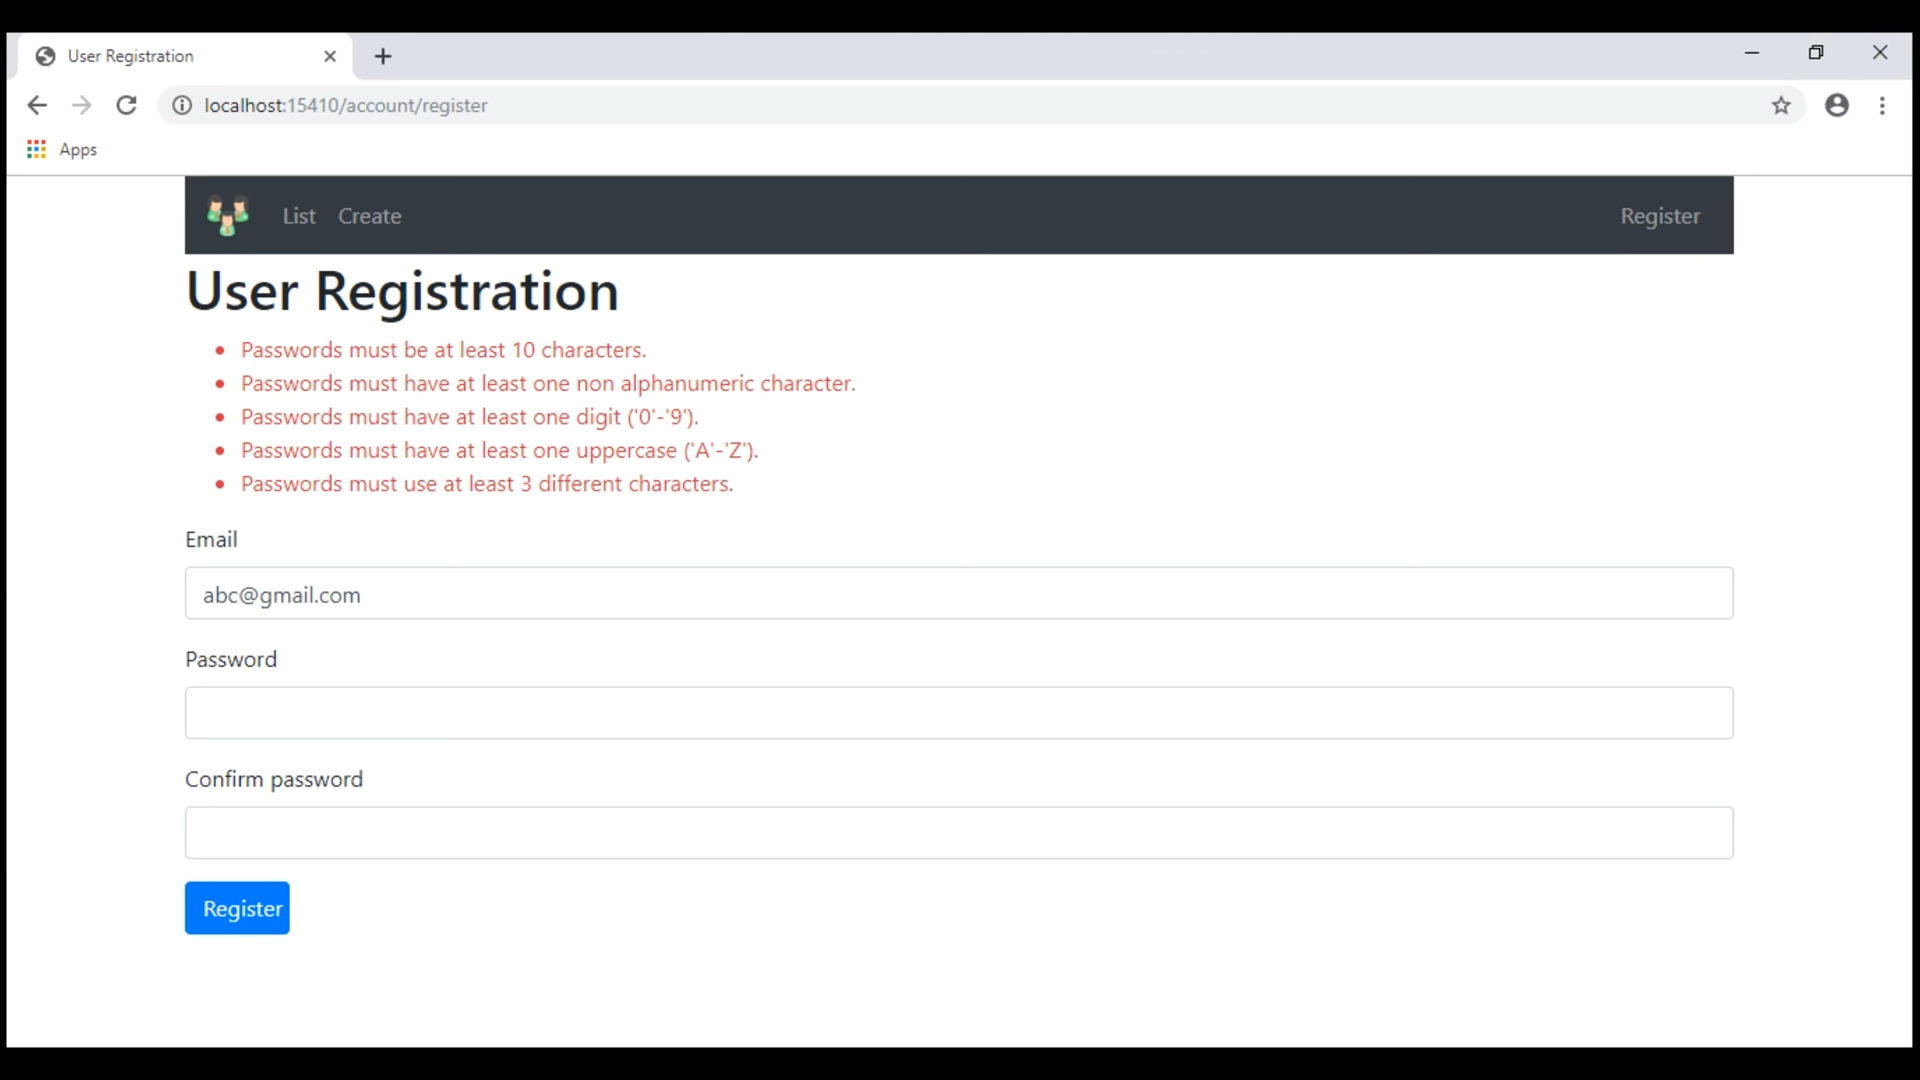 User Registration
localhost:15410/account/register
Apps
List Create Register
User Registration
Passwords must be at least 10 characters.
Passwords must have at least one non alphanumeric character.
Passwords must have at least one digit ('0'-'9').
Passwords must have at least one uppercase ('A'-'Z').
Passwords must use at least 3 different characters.
Email
abc@gmail.com
Password
Confirm password
Register